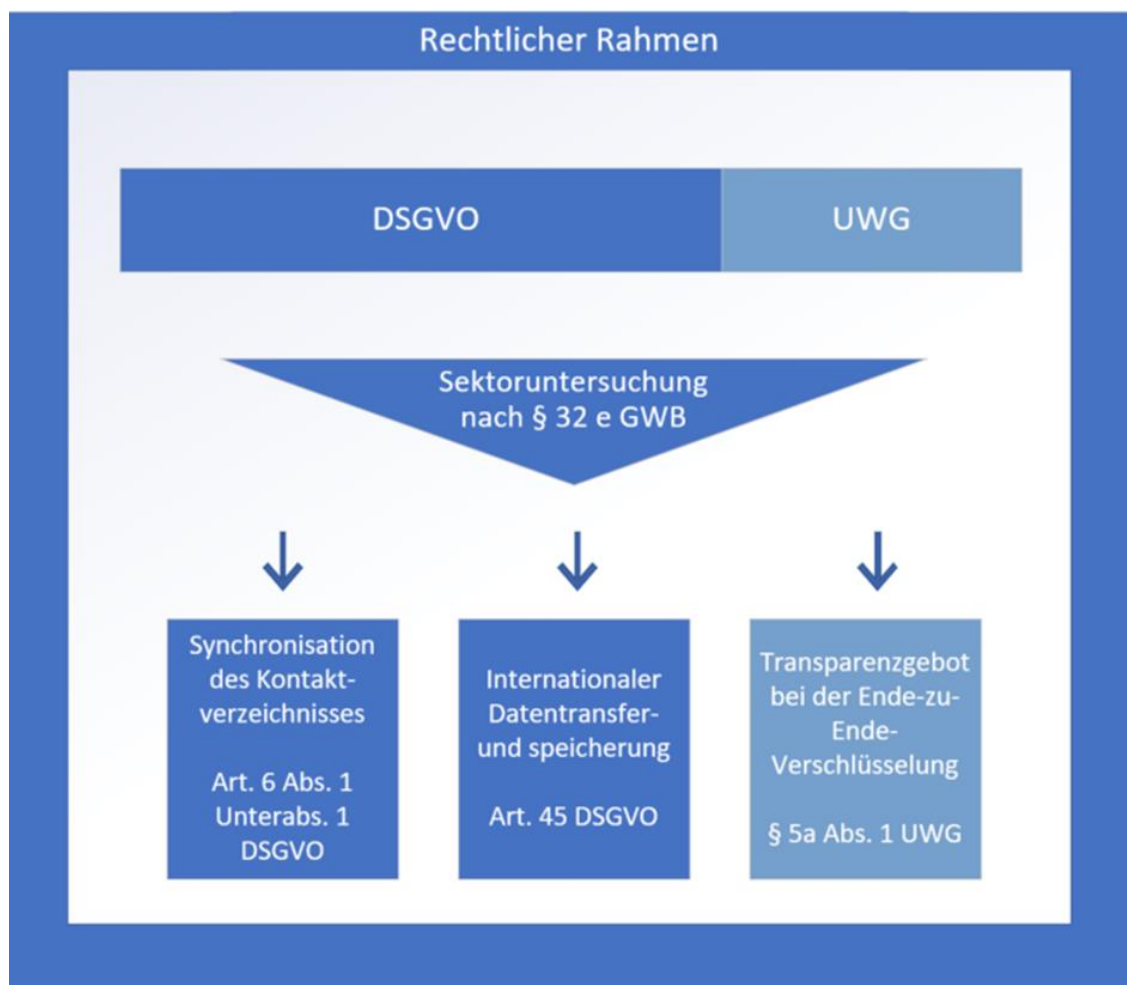 Rechtlicher Rahmen
DSGVO
UWG
Sektoruntersuchung
nach § 32 e GWB
Synchronisation
des Kontakt-
verzeichnisses
Art. 6 Abs. 1
Unterabs. 1
DSGVO
Internationaler
Datentransfer-
und speicherung
Art. 45 DSGVO
Transparenzgebot
bei der Ende-zu-
Ende-
Verschlüsselung
§ 5a Abs. 1 UWG